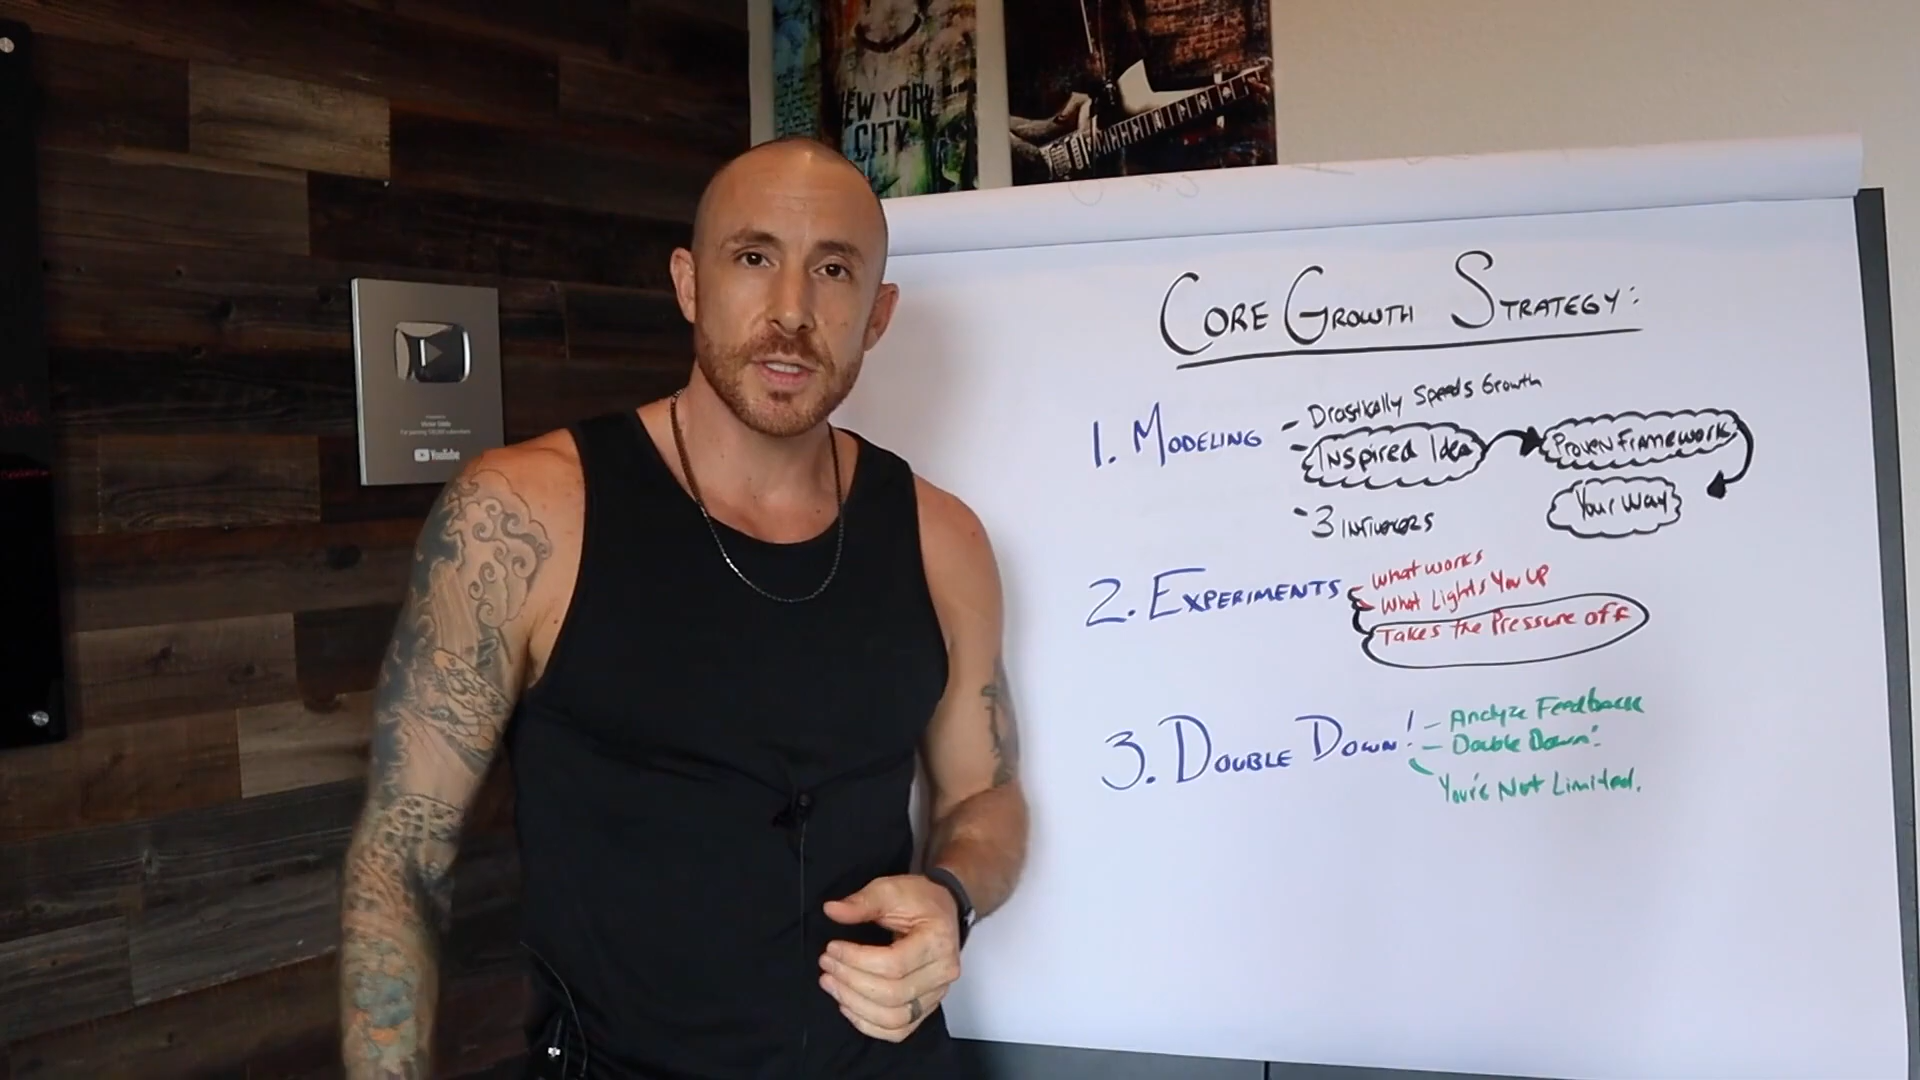 NEW YORK
CITY
Victor Oddo
YouTube
CORE GROWTH STRATEGY:
1. MODELING
- Drastically Speeds Growth
- INSpired Idea
Proven Framework
Your Way
- 3 Influencers
2. EXPERIMENTS
- what works
- what Lights You UP
Takes the Pressure off
3. DOUBLE DOWN!
- Analyze Feedback
- Double Down!
- You're Not Limited.